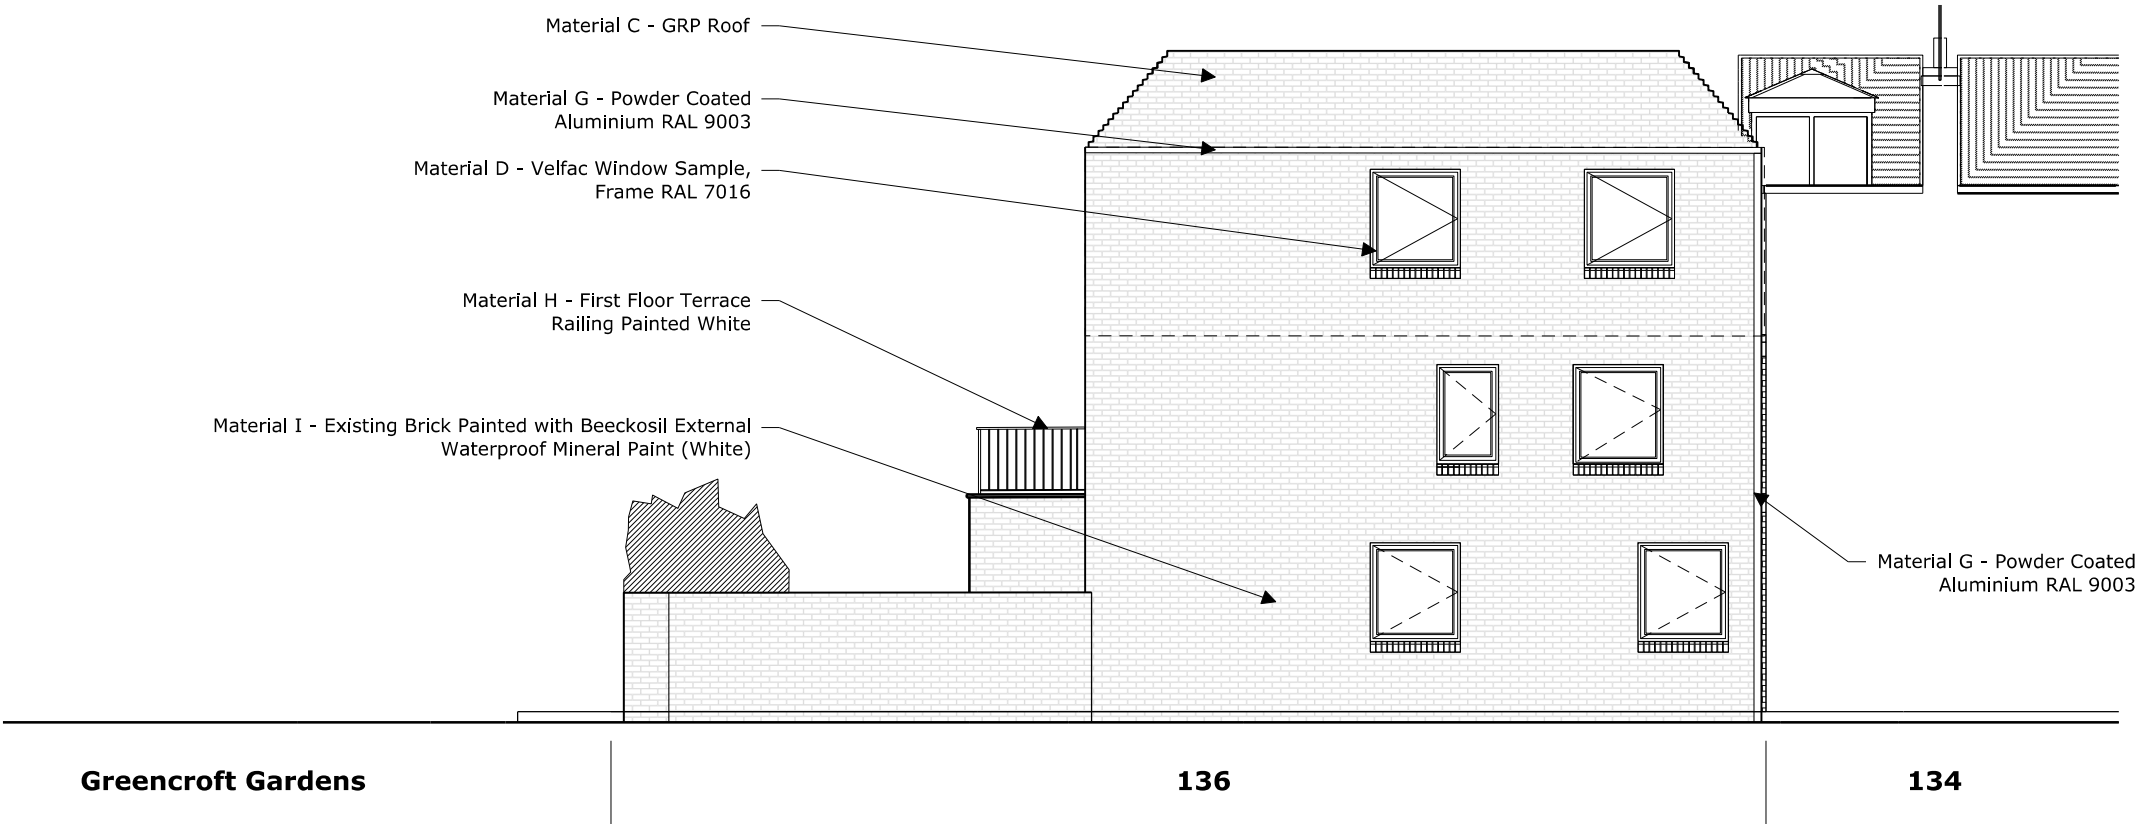 Material C - GRP Roof
Material G - Powder Coated
Aluminium RAL 9003
Material D - Velfac Window Sample,
Frame RAL 7016
Material H - First Floor Terrace
Railing Painted White
Material I - Existing Brick Painted with Beeckosil External
Waterproof Mineral Paint (White)
Material G - Powder Coated
Aluminium RAL 9003
Greencroft Gardens
136
134